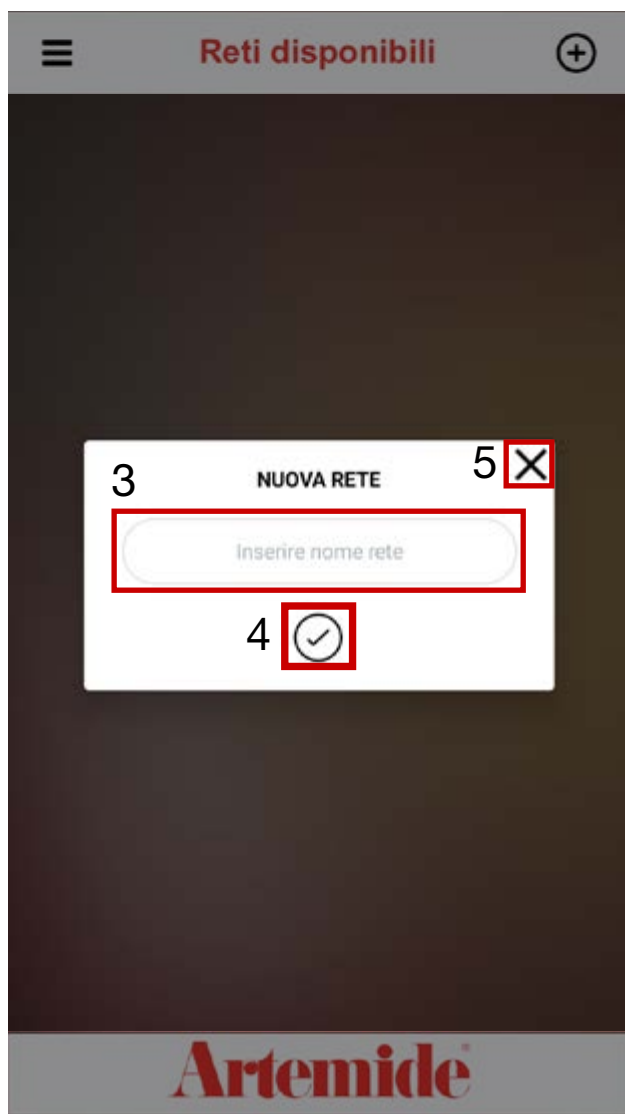 Reti disponibili
3
NUOVA RETE
5
Inserire nome rete
4
Artemide